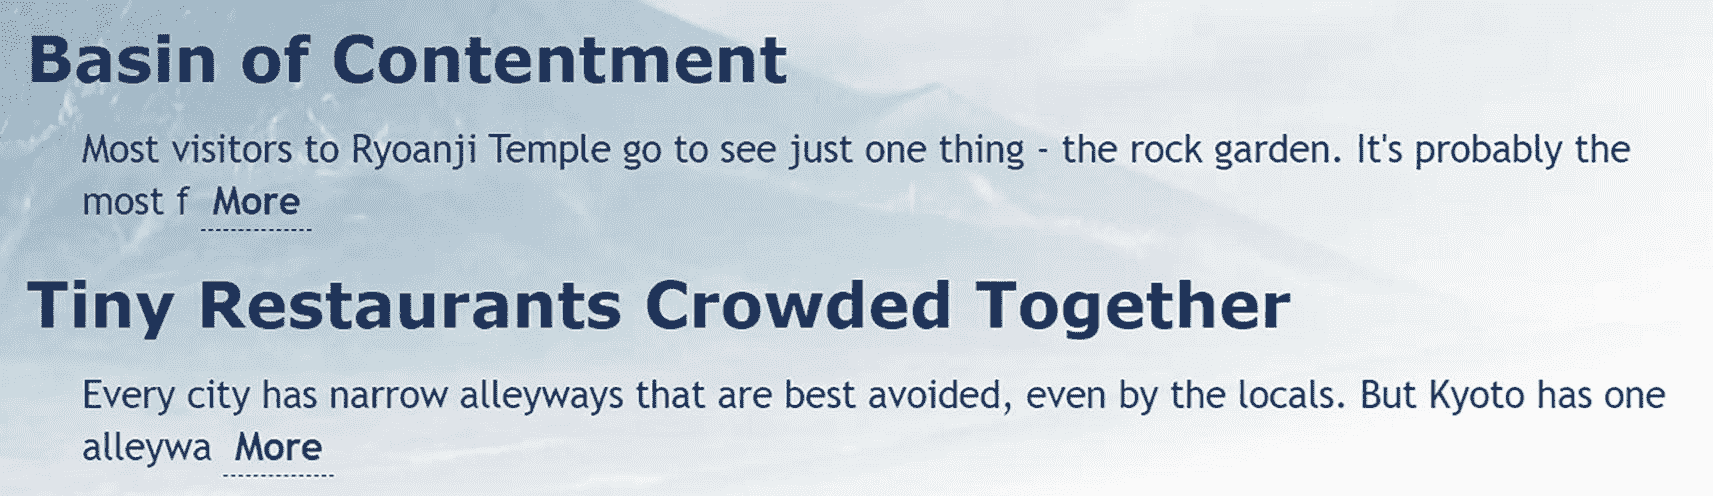 Basin of Contentment
Most visitors to Ryoanji Temple go to see just one thing - the rock garden. It's probably the
most f More
Tiny Restaurants Crowded Together
Every city has narrow alleyways that are best avoided, even by the locals. But Kyoto has one
alleywa More